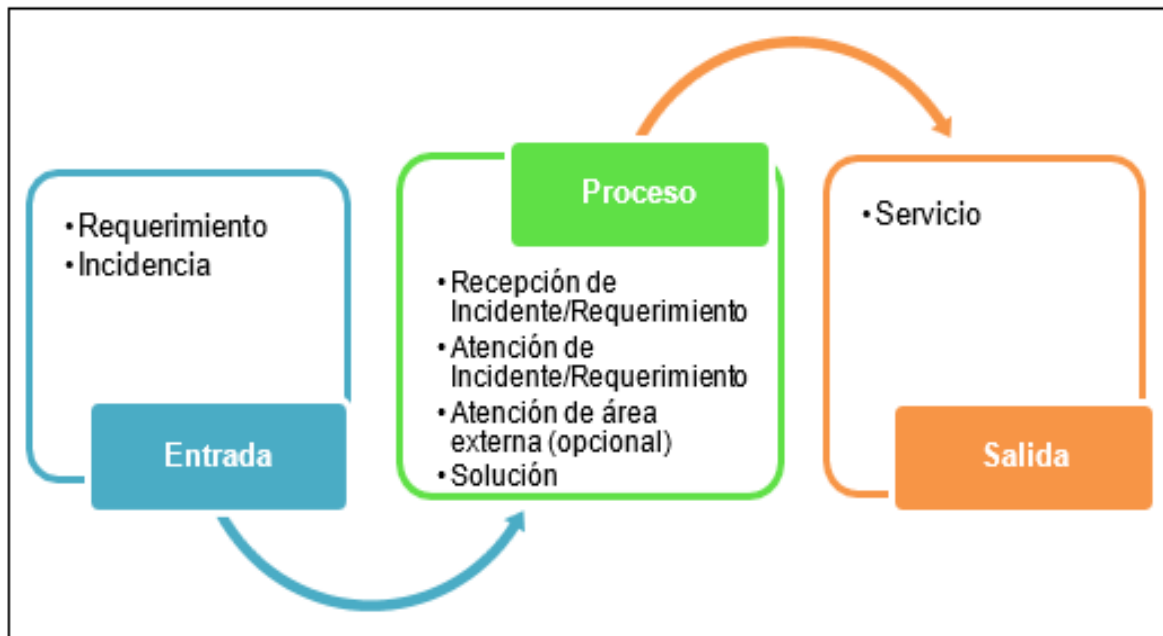 • Requerimiento
• Incidencia
Entrada
Proceso
• Recepción de
Incidente/Requerimiento
• Atención de
Incidente/Requerimiento
• Atención de área
externa (opcional)
• Solución
• Servicio
Salida